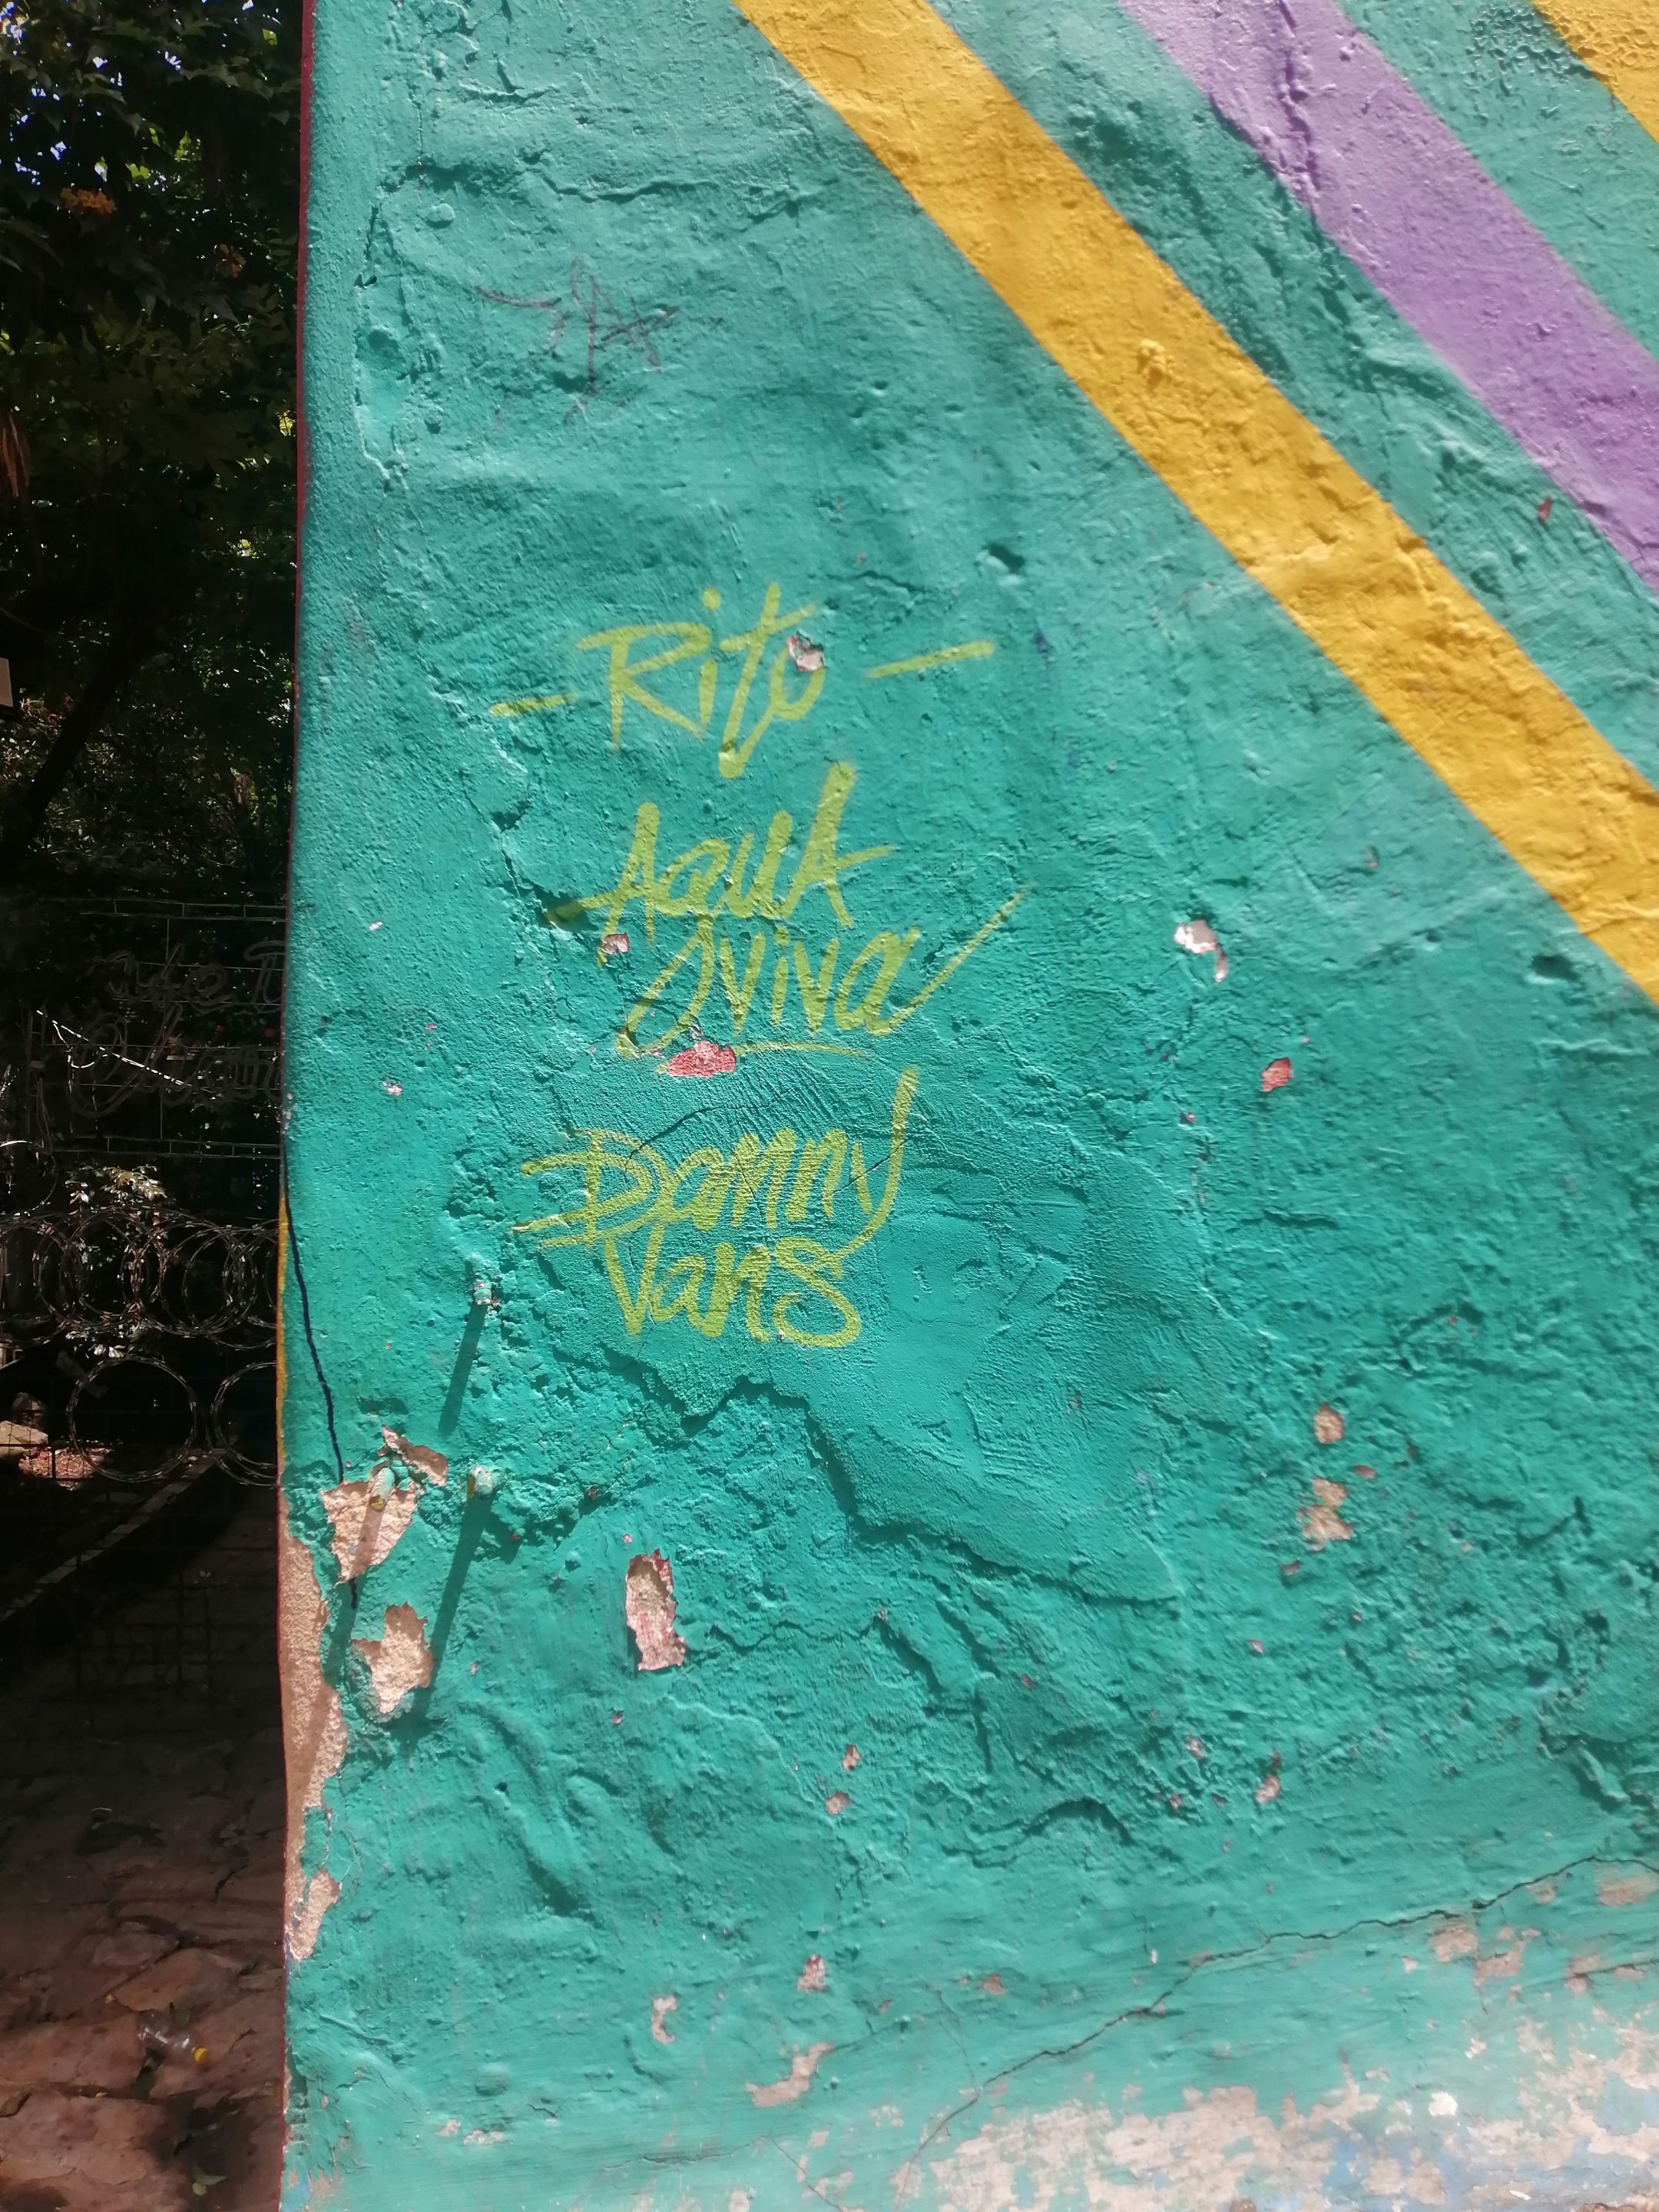 - Rito -
AguA
viva
Danny
Vans